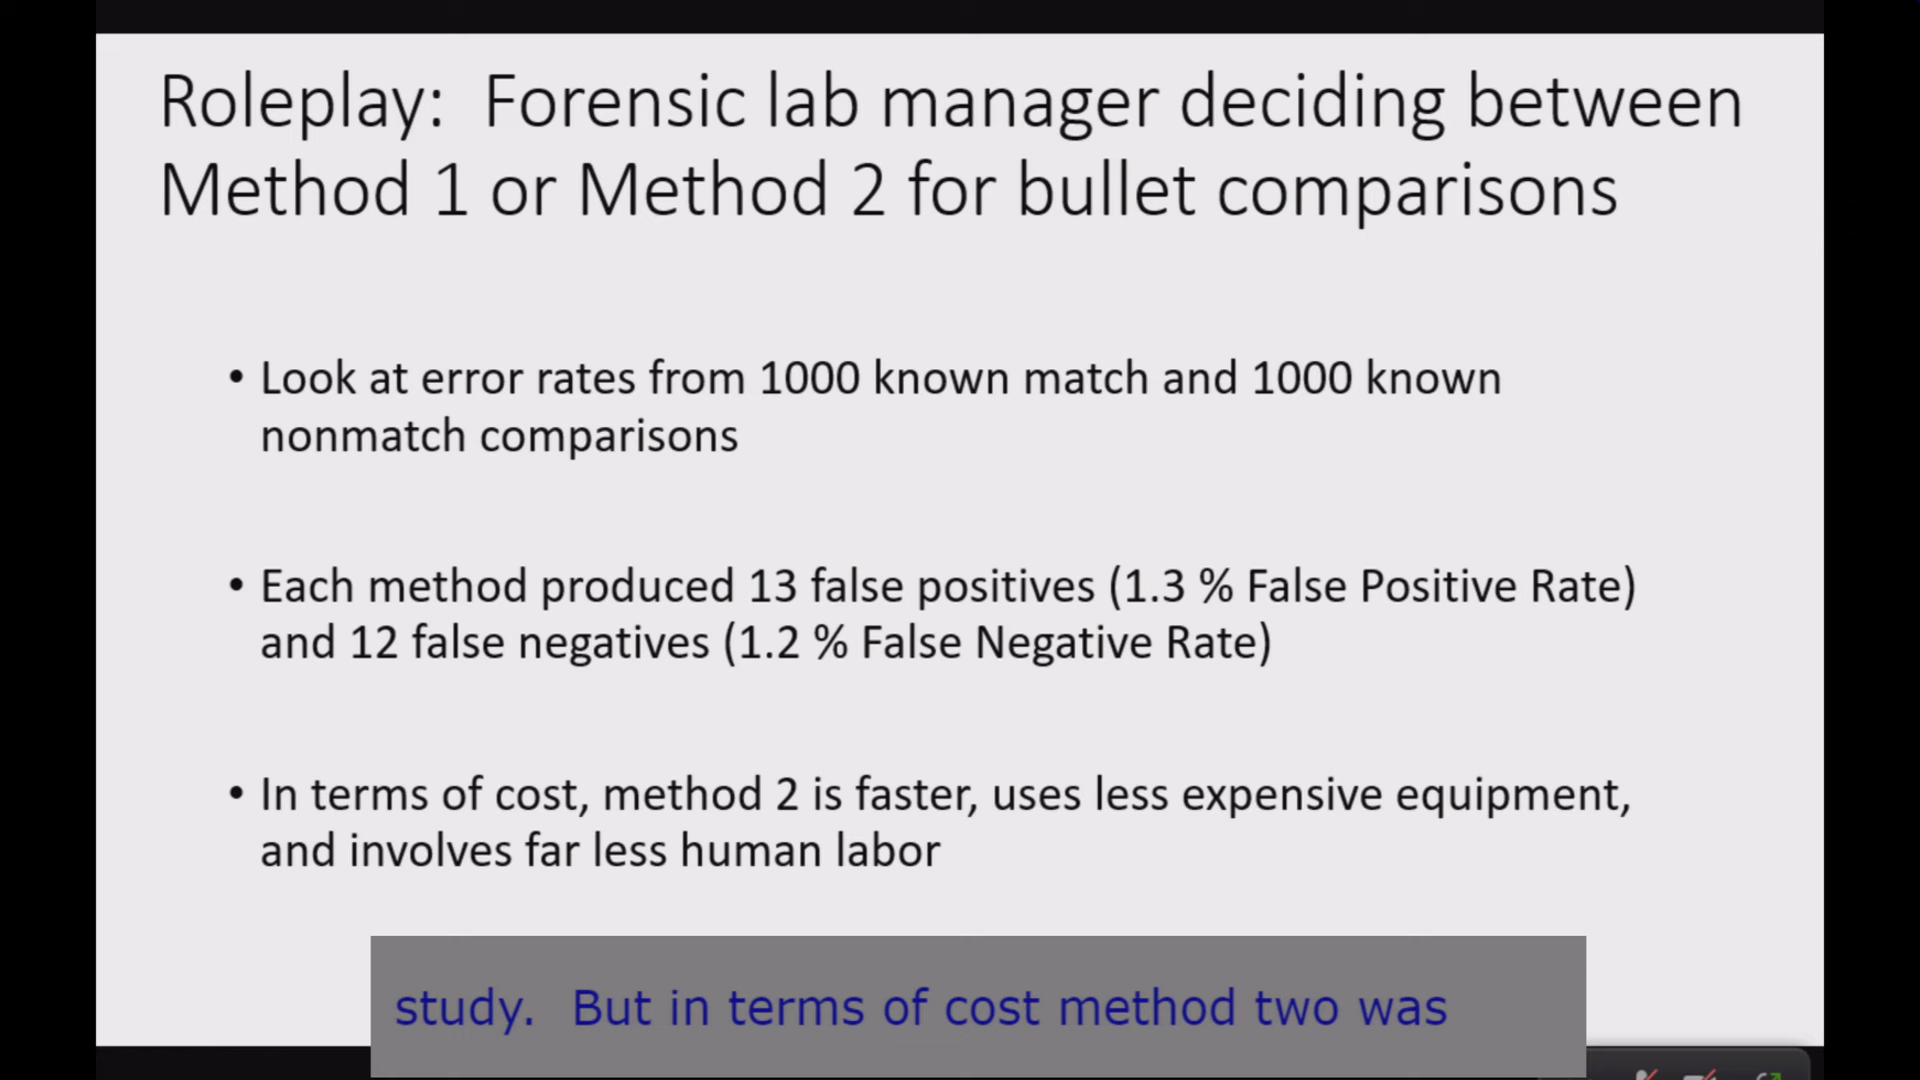 Roleplay:  Forensic lab manager deciding between
Method 1 or Method 2 for bullet comparisons
• Look at error rates from 1000 known match and 1000 known
nonmatch comparisons
• Each method produced 13 false positives (1.3 % False Positive Rate)
and 12 false negatives (1.2 % False Negative Rate)
• In terms of cost, method 2 is faster, uses less expensive equipment,
and involves far less human labor
study.  But in terms of cost method two was